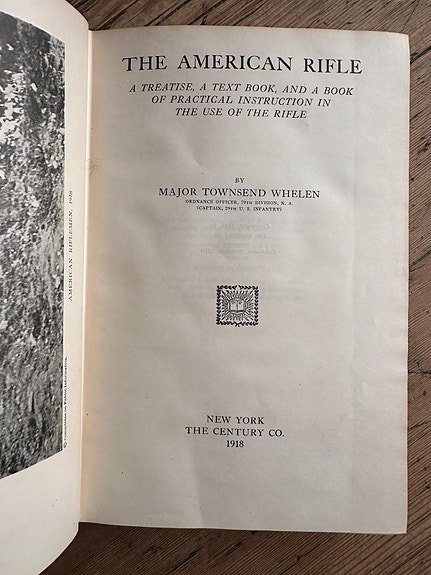 AMERICAN RIFLEMEN, 1918
THE AMERICAN RIFLE
A TREATISE, A TEXT BOOK, AND A BOOK
OF PRACTICAL INSTRUCTION IN
THE USE OF THE RIFLE
BY
MAJOR TOWNSEND WHELEN
ORDNANCE OFFICER, 79TH DIVISION, N. A.
(CAPTAIN, 79TH U. S. INFANTRY)
NEW YORK
THE CENTURY CO.
1918